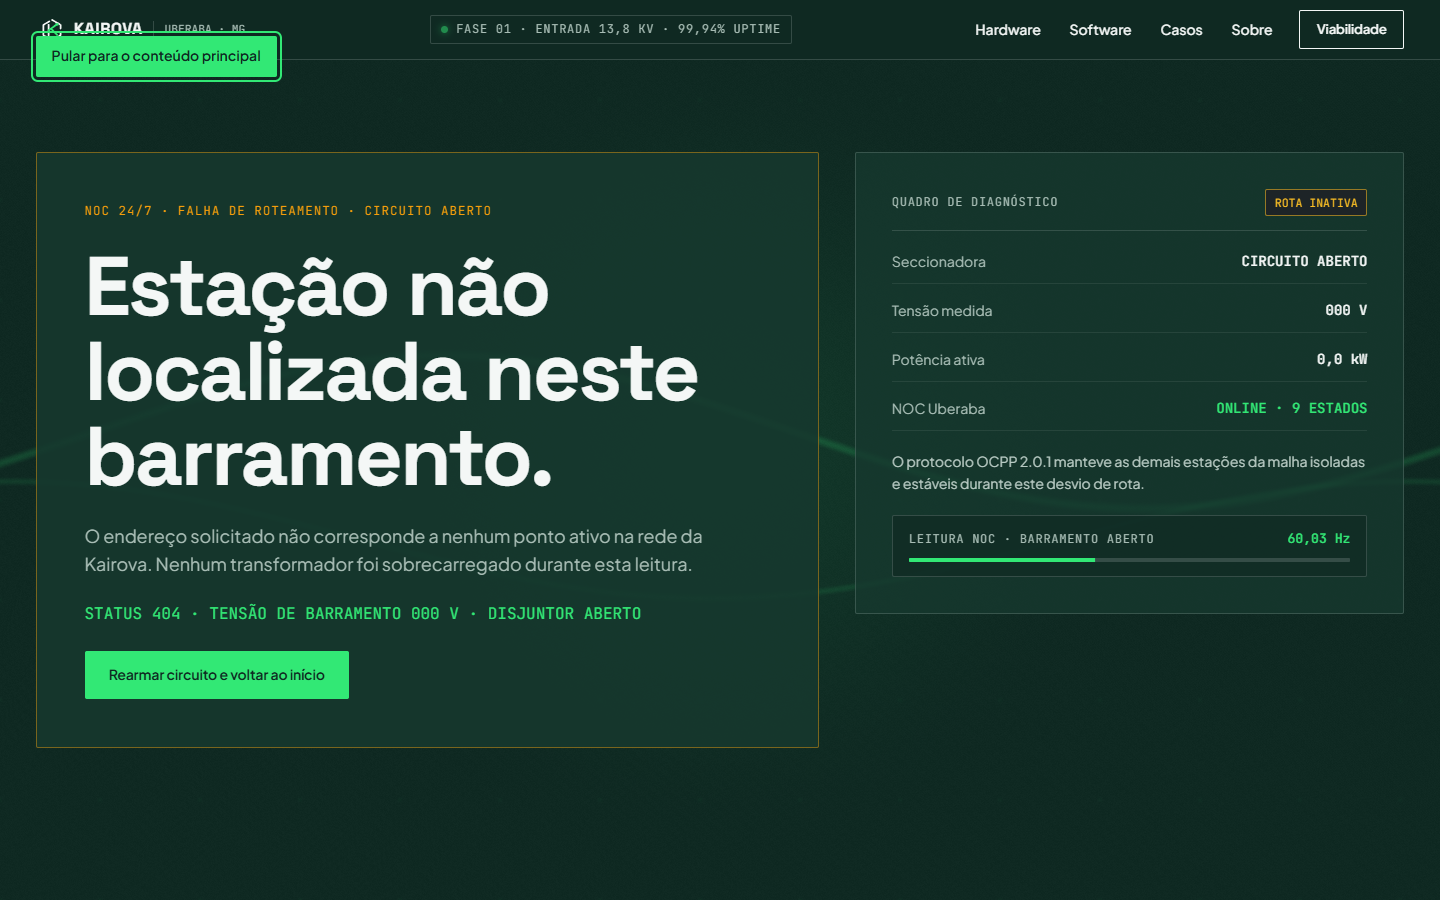 KAIROVA
UBERABA · MG
FASE 01 · ENTRADA 13,8 KV · 99,94% UPTIME
Hardware
Software
Casos
Sobre
Viabilidade
Pular para o conteúdo principal
NOC 24/7 · FALHA DE ROTEAMENTO · CIRCUITO ABERTO
Estação não
localizada neste
barramento.
O endereço solicitado não corresponde a nenhum ponto ativo na rede da
Kairova. Nenhum transformador foi sobrecarregado durante esta leitura.
STATUS 404 · TENSÃO DE BARRAMENTO 000 V · DISJUNTOR ABERTO
Rearmar circuito e voltar ao início
QUADRO DE DIAGNÓSTICO
ROTA INATIVA
Seccionadora
CIRCUITO ABERTO
Tensão medida
000 V
Potência ativa
0,0 kW
NOC Uberaba
ONLINE · 9 ESTADOS
O protocolo OCPP 2.0.1 manteve as demais estações da malha isoladas
e estáveis durante este desvio de rota.
LEITURA NOC · BARRAMENTO ABERTO
60,03 Hz